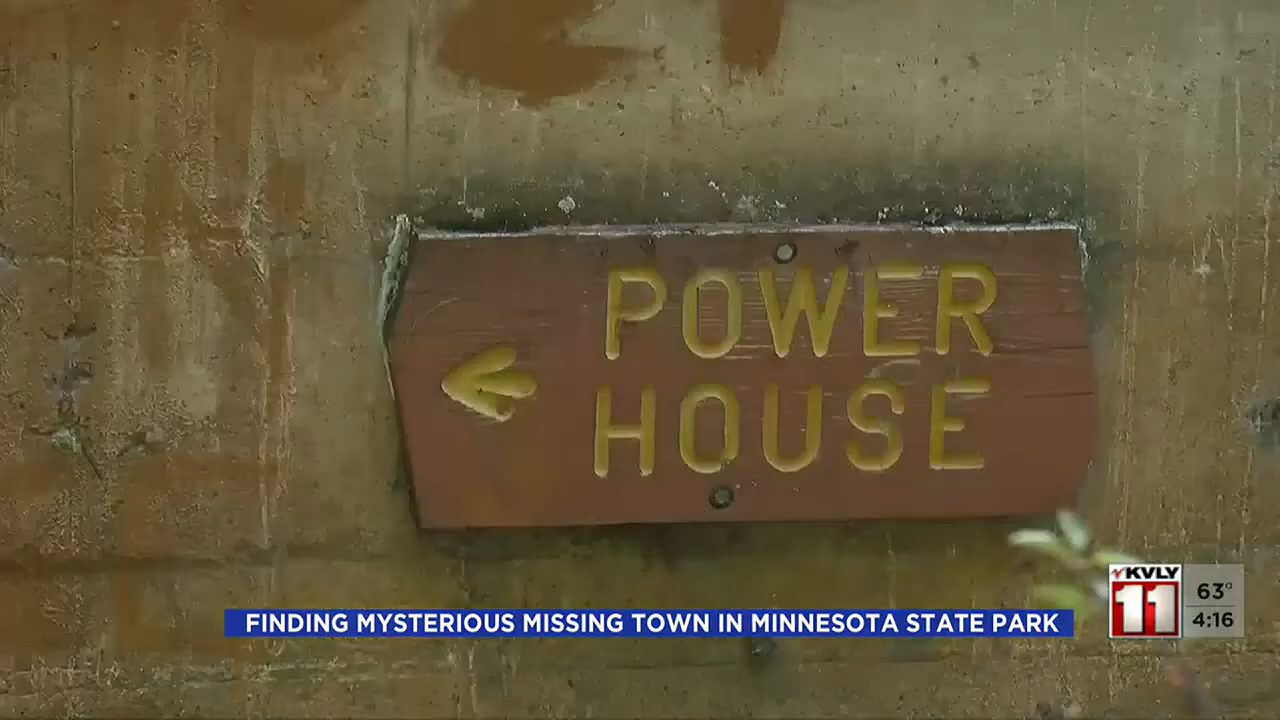 POWER
HOUSE
FINDING MYSTERIOUS MISSING TOWN IN MINNESOTA STATE PARK
KVLY
11
63°
4:16